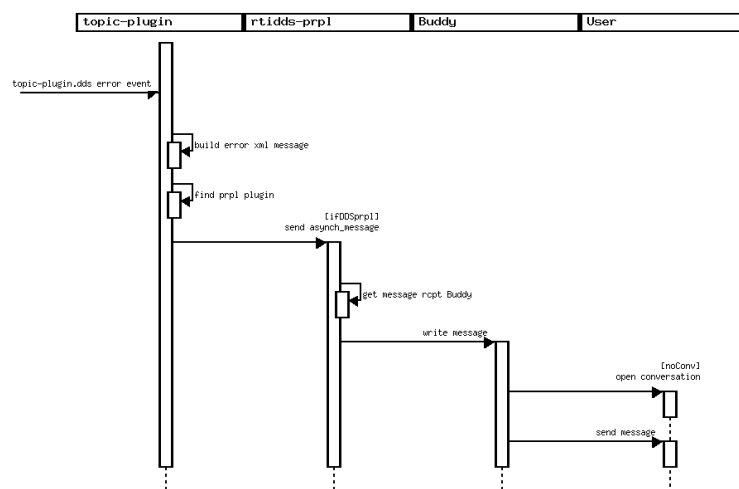 topic-plugin
rtidds-prpl
Buddy
User
topic-plugin.dds error event
build error xml message
find prpl plugin
[ifDDSprpl]
send asynch_message
get message rcpt Buddy
write message
[noConv]
open conversation
send message